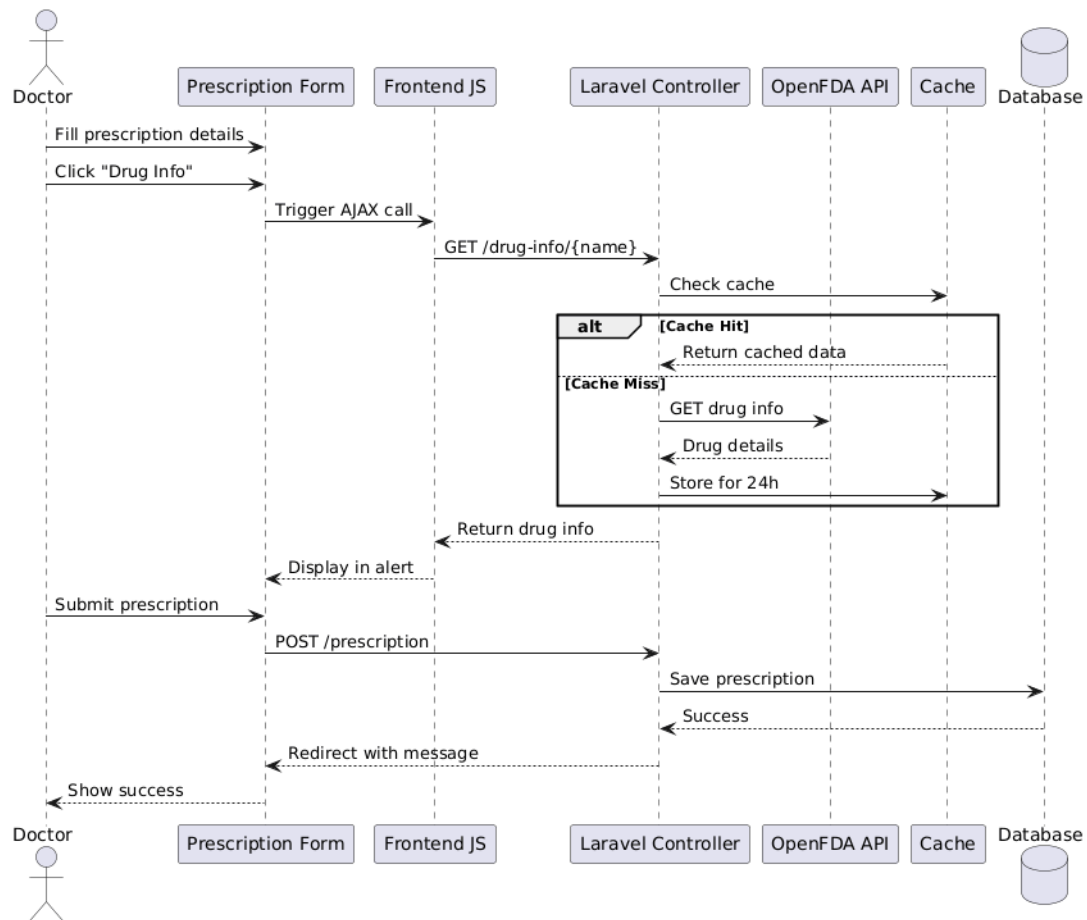 Doctor
Prescription Form
Frontend JS
Laravel Controller
OpenFDA API
Cache
Database
Fill prescription details
Click "Drug Info"
Trigger AJAX call
GET /drug-info/{name}
Check cache
alt
[Cache Hit]
Return cached data
[Cache Miss]
GET drug info
Drug details
Store for 24h
Return drug info
Display in alert
Submit prescription
POST /prescription
Save prescription
Success
Redirect with message
Show success
Doctor
Prescription Form
Frontend JS
Laravel Controller
OpenFDA API
Cache
Database